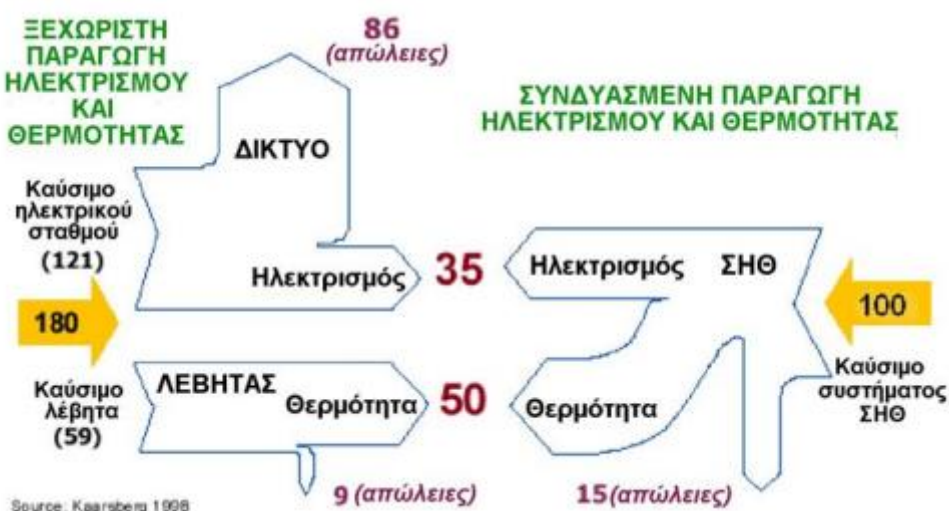 ΞΕΧΩΡΙΣΤΗ
ΠΑΡΑΓΩΓΗ
ΗΛΕΚΤΡΙΣΜΟΥ
ΚΑΙ
ΘΕΡΜΟΤΗΤΑΣ
86
(απώλειες)
ΣΥΝΔΥΑΣΜΕΝΗ ΠΑΡΑΓΩΓΗ
ΗΛΕΚΤΡΙΣΜΟΥ ΚΑΙ ΘΕΡΜΟΤΗΤΑΣ
ΔΙΚΤΥΟ
Καύσιμο
ηλεκτρικού
σταθμού
(121)
Ηλεκτρισμός
35
Ηλεκτρισμός
ΣΗΘ
180
100
Καύσιμο
λέβητα
(59)
ΛΕΒΗΤΑΣ
Θερμότητα
50
Θερμότητα
Καύσιμο
συστήματος
ΣΗΘ
9 (απώλειες)
15 (απώλειες)
Source: Kaarsberg 1998